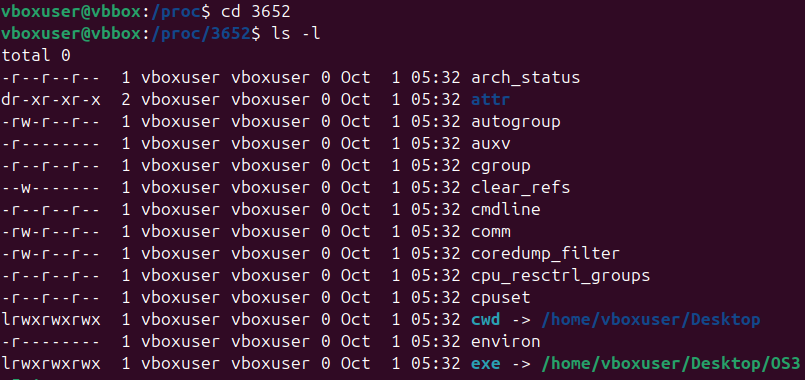 vboxuser@vbbox:/proc$ cd 3652
vboxuser@vbbox:/proc/3652$ ls -l
total 0
-r--r--r--  1 vboxuser vboxuser 0 Oct  1 05:32 arch_status
dr-xr-xr-x  2 vboxuser vboxuser 0 Oct  1 05:32 attr
-rw-r--r--  1 vboxuser vboxuser 0 Oct  1 05:32 autogroup
-r--------  1 vboxuser vboxuser 0 Oct  1 05:32 auxv
-r--r--r--  1 vboxuser vboxuser 0 Oct  1 05:32 cgroup
--w-------  1 vboxuser vboxuser 0 Oct  1 05:32 clear_refs
-r--r--r--  1 vboxuser vboxuser 0 Oct  1 05:32 cmdline
-rw-r--r--  1 vboxuser vboxuser 0 Oct  1 05:32 comm
-rw-r--r--  1 vboxuser vboxuser 0 Oct  1 05:32 coredump_filter
-r--r--r--  1 vboxuser vboxuser 0 Oct  1 05:32 cpu_resctrl_groups
-r--r--r--  1 vboxuser vboxuser 0 Oct  1 05:32 cpuset
lrwxrwxrwx  1 vboxuser vboxuser 0 Oct  1 05:32 cwd -> /home/vboxuser/Desktop
-r--------  1 vboxuser vboxuser 0 Oct  1 05:32 environ
lrwxrwxrwx  1 vboxuser vboxuser 0 Oct  1 05:32 exe -> /home/vboxuser/Desktop/OS3